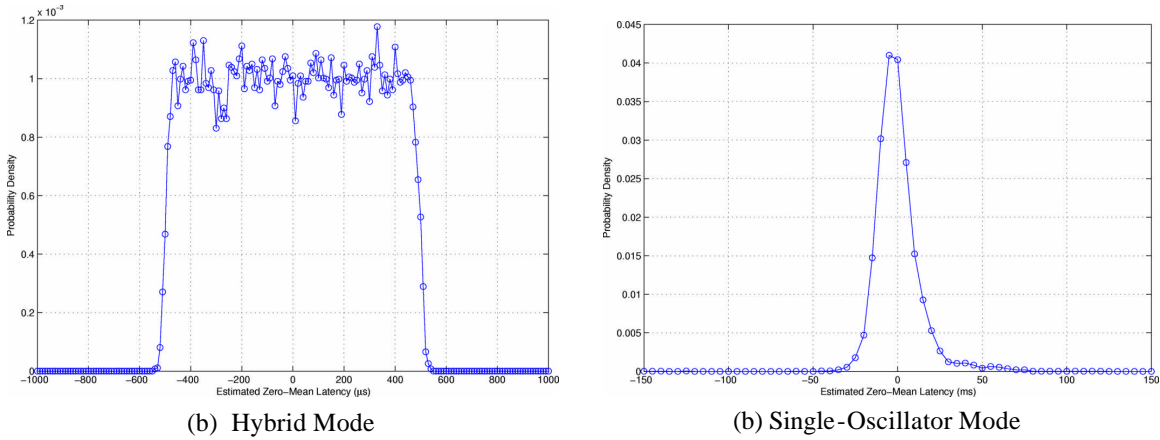 × 10⁻³
1.2
1
0.8
0.6
0.4
0.2
0
Probability Density
−1000 −800 −600 −400 −200 0 200 400 600 800 1000
Estimated Zero−Mean Latency (μs)
(b) Hybrid Mode
0.045
0.04
0.035
0.03
0.025
0.02
0.015
0.01
0.005
0
Probability Density
−150 −100 −50 0 50 100 150
Estimated Zero−Mean Latency (ms)
(b) Single-Oscillator Mode